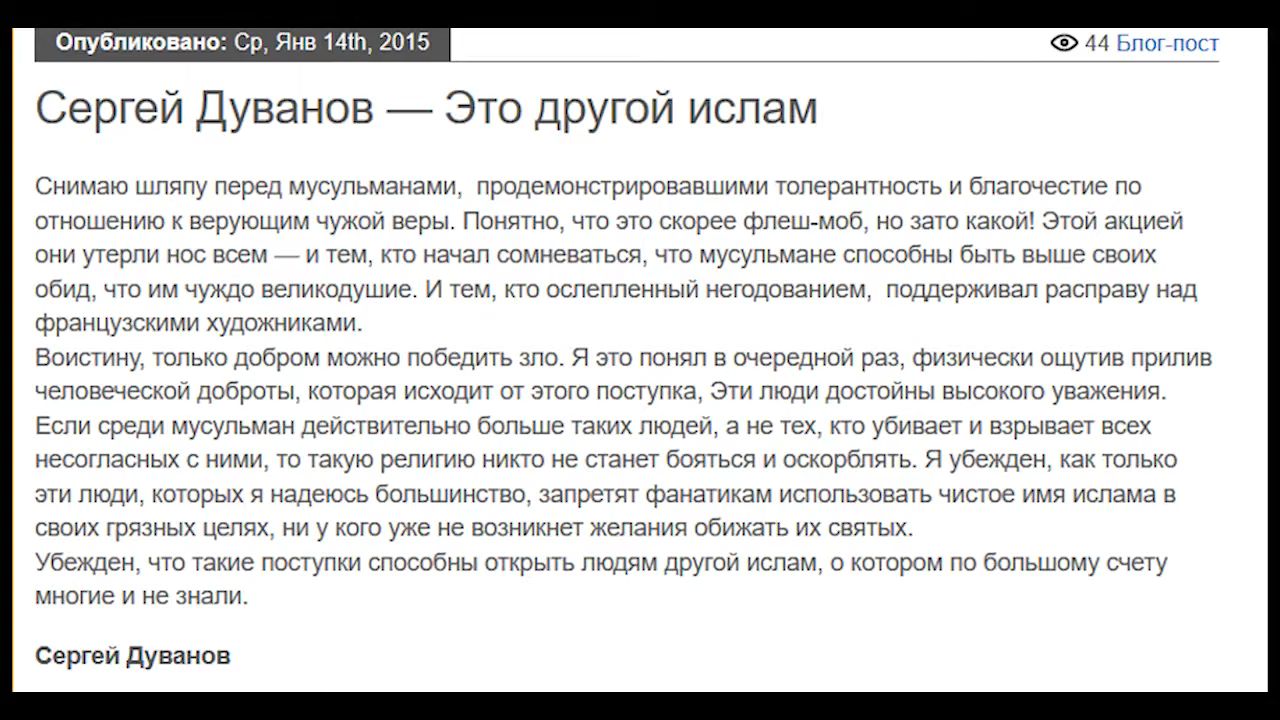 Опубликовано: Ср, Янв 14th, 2015
44 Блог-пост
Сергей Дуванов — Это другой ислам
Снимаю шляпу перед мусульманами, продемонстрировавшими толерантность и благочестие по
отношению к верующим чужой веры. Понятно, что это скорее флеш-моб, но зато какой! Этой акцией
они утерли нос всем — и тем, кто начал сомневаться, что мусульмане способны быть выше своих
обид, что им чуждо великодушие. И тем, кто ослепленный негодованием, поддерживал расправу над
французскими художниками.
Воистину, только добром можно победить зло. Я это понял в очередной раз, физически ощутив прилив
человеческой доброты, которая исходит от этого поступка, Эти люди достойны высокого уважения.
Если среди мусульман действительно больше таких людей, а не тех, кто убивает и взрывает всех
несогласных с ними, то такую религию никто не станет бояться и оскорблять. Я убежден, как только
эти люди, которых я надеюсь большинство, запретят фанатикам использовать чистое имя ислама в
своих грязных целях, ни у кого уже не возникнет желания обижать их святых.
Убежден, что такие поступки способны открыть людям другой ислам, о котором по большому счету
многие и не знали.
Сергей Дуванов